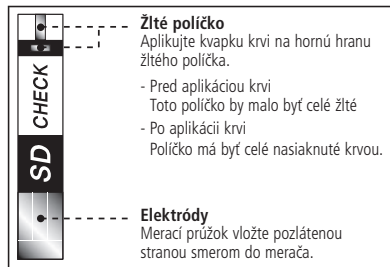 Žlté políčko
Aplikujte kvapku krvi na hornú hranu
žltého políčka.
- Pred aplikáciou krvi
Toto políčko by malo byť celé žlté
- Po aplikácii krvi
Políčko má byť celé nasiaknuté krvou.
SD CHECK
Elektródy
Merací prúžok vložte pozlátenou
stranou smerom do merača.